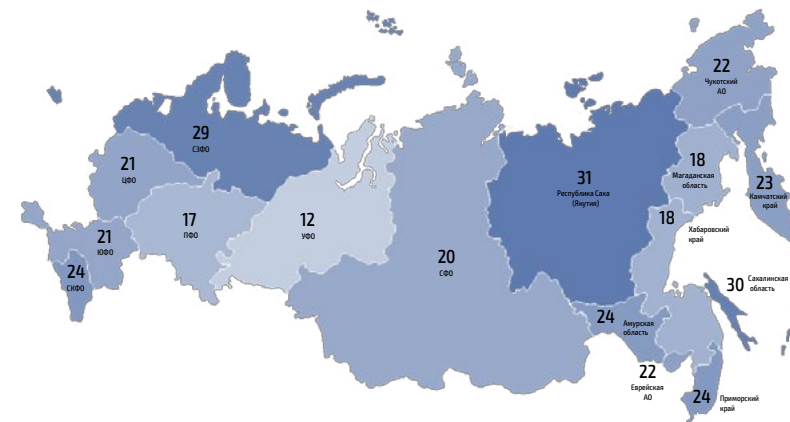 22
Чукотский
АО
29
СЗФО
21
ЦФО
18
Магаданская
область
31
Республика Саха
(Якутия)
23
Камчатский
край
17
ПФО
12
УФО
18
Хабаровский
край
21
ЮФО
20
СФО
24
СКФО
30
Сахалинская
область
24
Амурская
область
22
Еврейская
АО
24
Приморский
край